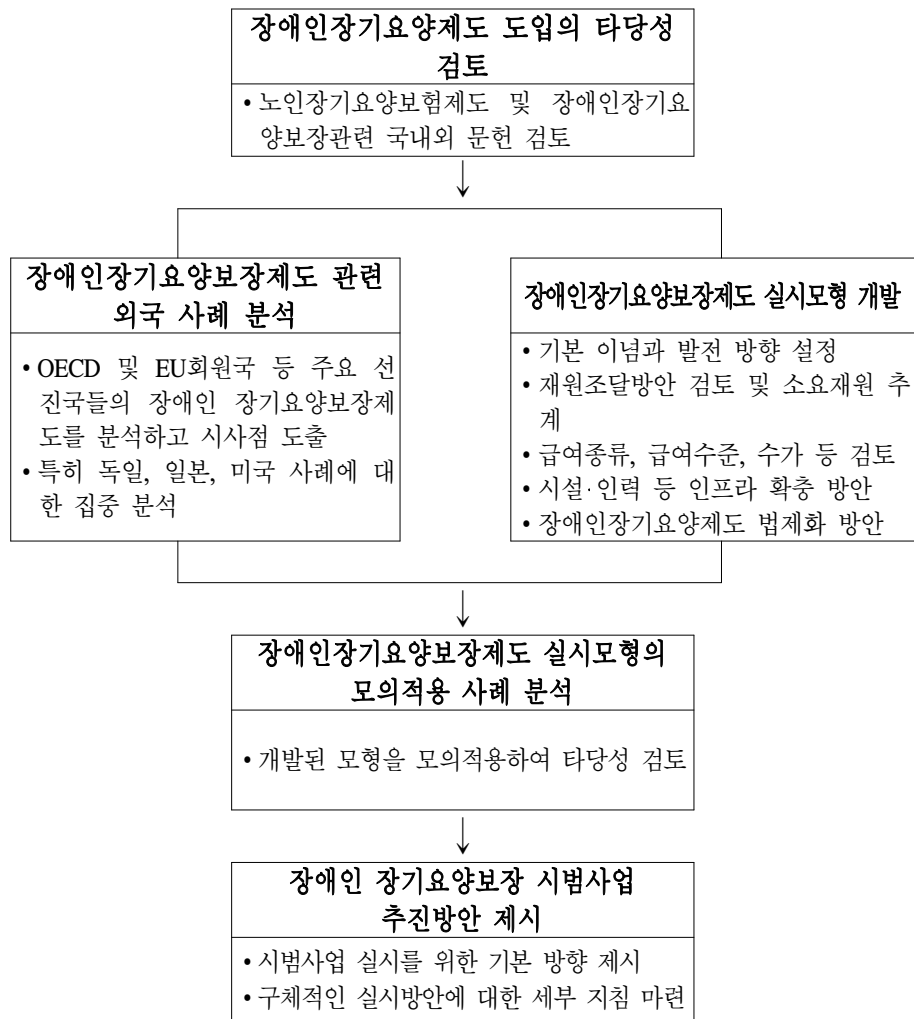 장애인장기요양제도 도입의 타당성
검토
• 노인장기요양보험제도 및 장애인장기요
양보장관련 국내외 문헌 검토
장애인장기요양보장제도 관련
외국 사례 분석
• OECD 및 EU회원국 등 주요 선
진국들의 장애인 장기요양보장제
도를 분석하고 시사점 도출
• 특히 독일, 일본, 미국 사례에 대
한 집중 분석
장애인장기요양보장제도 실시모형 개발
• 기본 이념과 발전 방향 설정
• 재원조달방안 검토 및 소요재원 추
계
• 급여종류, 급여수준, 수가 등 검토
• 시설·인력 등 인프라 확충 방안
• 장애인장기요양제도 법제화 방안
장애인장기요양보장제도 실시모형의
모의적용 사례 분석
• 개발된 모형을 모의적용하여 타당성 검토
장애인 장기요양보장 시범사업
추진방안 제시
• 시범사업 실시를 위한 기본 방향 제시
• 구체적인 실시방안에 대한 세부 지침 마련